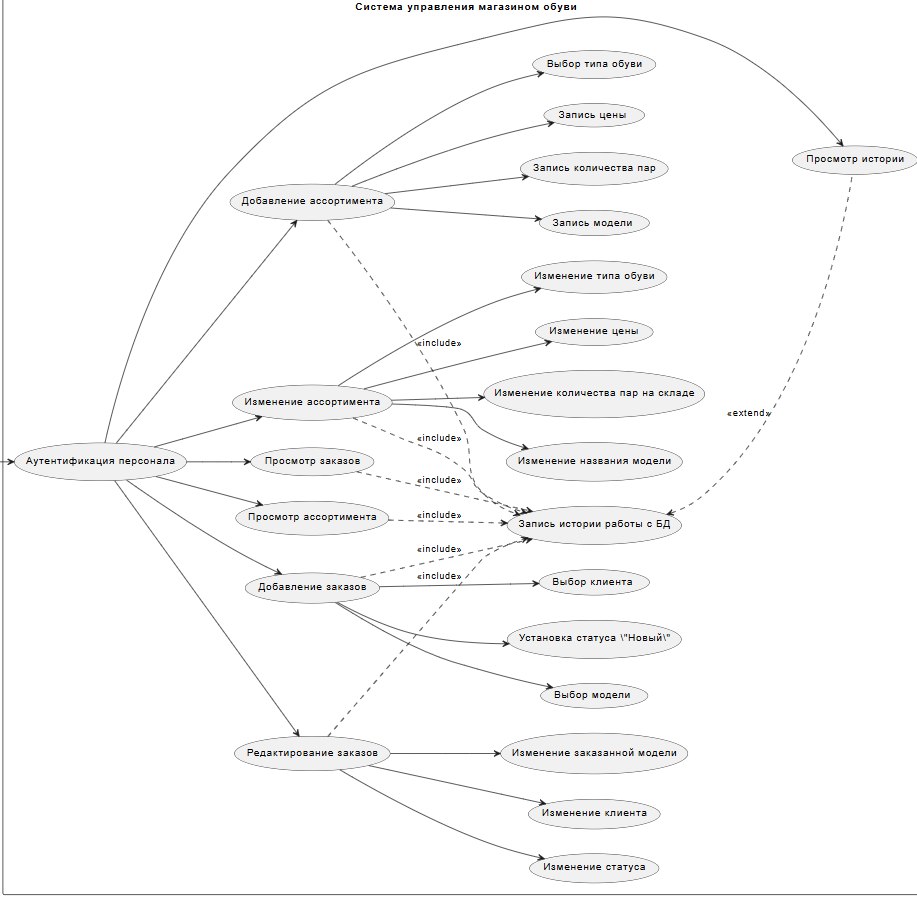 Система управления магазином обуви
Выбор типа обуви
Запись цены
Просмотр истории
Запись количества пар
Добавление ассортимента
Запись модели
Изменение типа обуви
Изменение цены
«include»
Изменение количества пар на складе
Изменение ассортимента
«extend»
«include»
Аутентификация персонала
Просмотр заказов
Изменение названия модели
«include»
«include»
Просмотр ассортимента
Запись истории работы с БД
«include»
«include»
Добавление заказов
Выбор клиента
Установка статуса \"Новый\"
Выбор модели
Редактирование заказов
Изменение заказанной модели
Изменение клиента
Изменение статуса